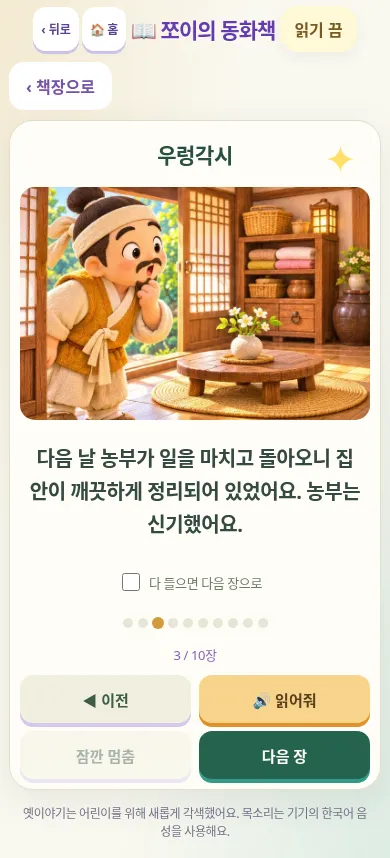 ‹ 뒤로 🏠 홈 📖 쪼이의 동화책 읽기 끔
‹ 책장으로
우렁각시
다음 날 농부가 일을 마치고 돌아오니 집
안이 깨끗하게 정리되어 있었어요. 농부는
신기했어요.
다 들으면 다음 장으로
3 / 10장
◀ 이전 🔊 읽어줘
잠깐 멈춤 다음 장
옛이야기는 어린이를 위해 새롭게 각색했어요. 목소리는 기기의 한국어 음
성을 사용해요.